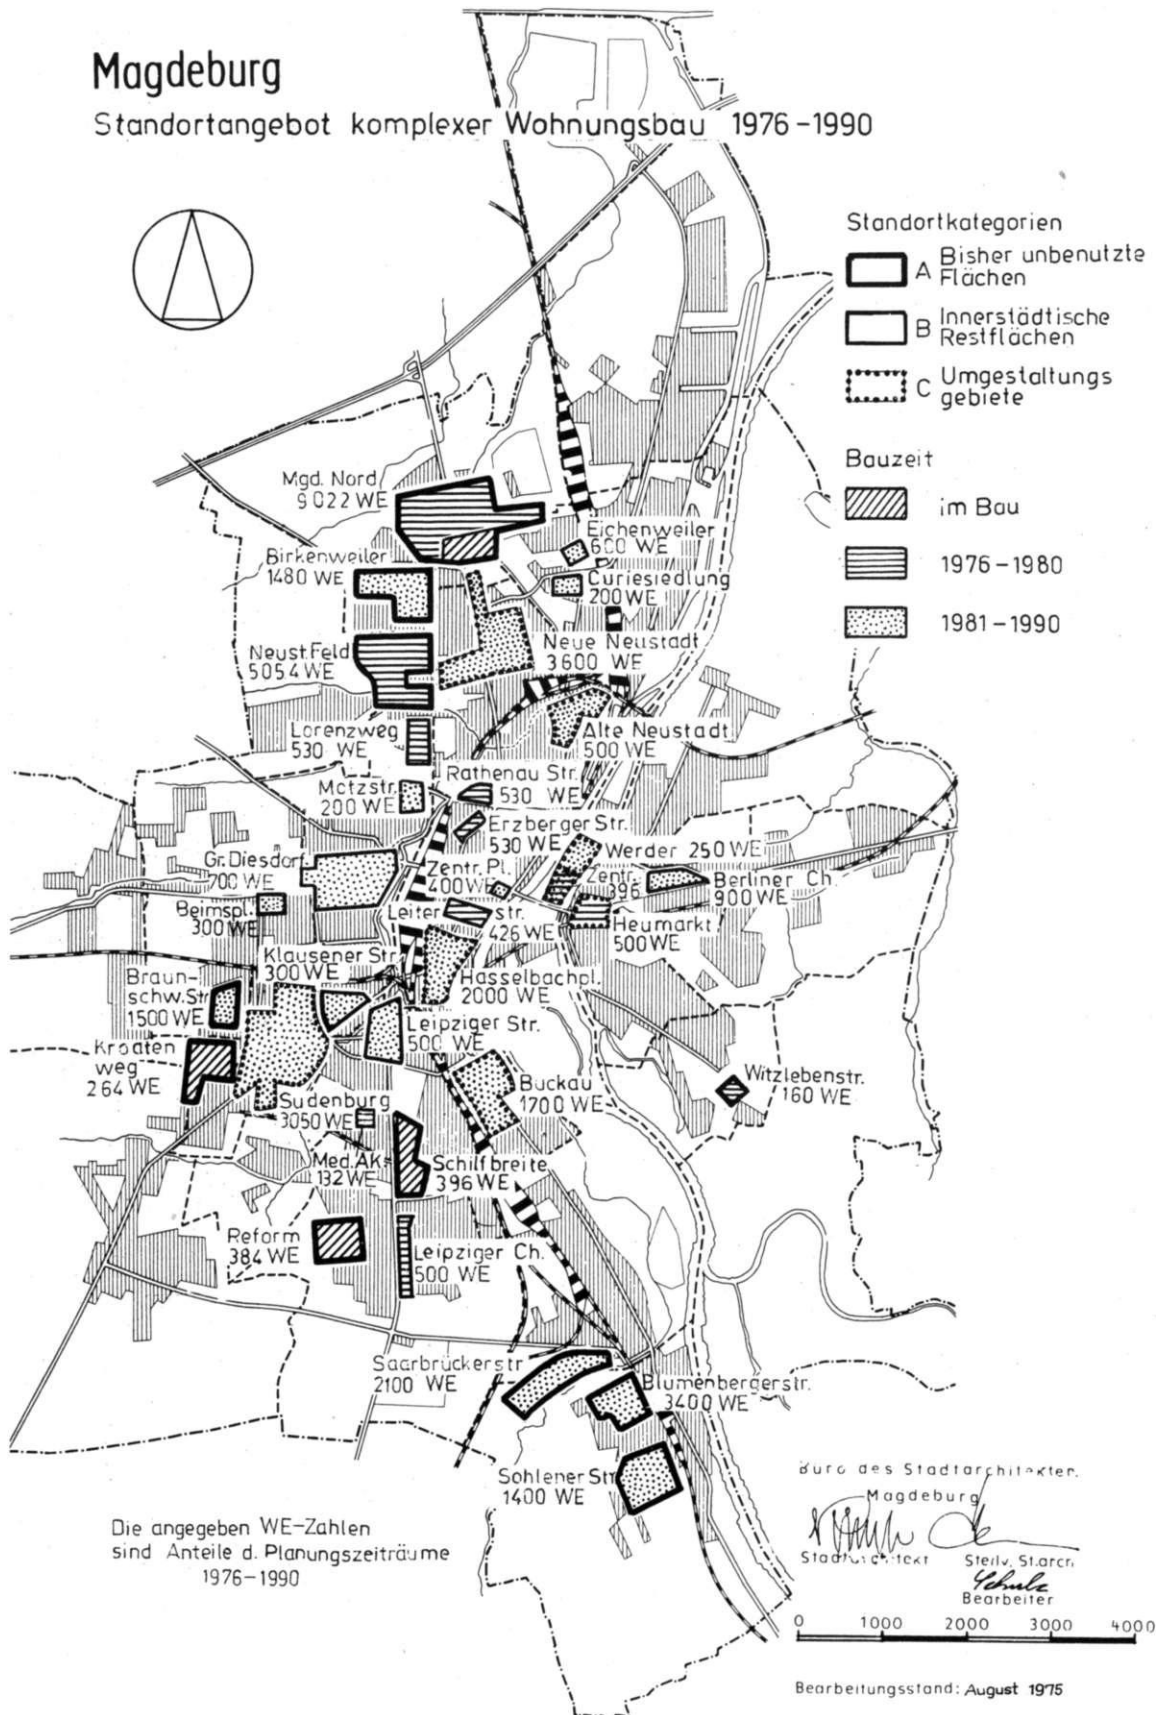 Magdeburg
Standortangebot komplexer Wohnungsbau 1976-1990
Standortkategorien
A Bisher unbenutzte
Flächen
B Innerstädtische
Restflächen
C Umgestaltungs
gebiete
Bauzeit
im Bau
1976-1980
1981-1990
Mgd. Nord
9022 WE
Eichenweiler
600 WE
Birkenweiler
1480 WE
Curiesiedlung
200 WE
Neust.Feld
5054 WE
Neue Neustadt
3600 WE
Lorenzweg
530 WE
Alte Neustadt
500 WE
Motzstr.
200 WE
Rathenau Str.
530 WE
Erzberger Str.
530 WE
Werder 250 WE
Gr. Diesdorf.
700 WE
Zentr. Pl.
400 WE
Zentr.
396
Berliner Ch.
900 WE
Beimspl.
300 WE
Leiter str.
426 WE
Heumarkt
500 WE
Klausener Str.
300 WE
Hasselbachpl.
2000 WE
Braun-
schw. Str.
1500 WE
Leipziger Str.
500 WE
Kroaten
weg
264 WE
Buckau
1700 WE
Witzlebenstr.
160 WE
Sudenburg
3050 WE
Med. AK
132 WE
Schilfbreite
396 WE
Reform
384 WE
Leipziger Ch.
500 WE
Saarbrückerstr
2100 WE
Blumenbergerstr.
3400 WE
Sohlener Str.
1400 WE
Die angegeben WE-Zahlen
sind Anteile d. Planungszeiträume
1976-1990
Büro des Stadtarchitekten
Magdeburg
Stadtarchitekt Stellv. St.arch.
Schulz
Bearbeiter
0 1000 2000 3000 4000
Bearbeitungsstand: August 1975